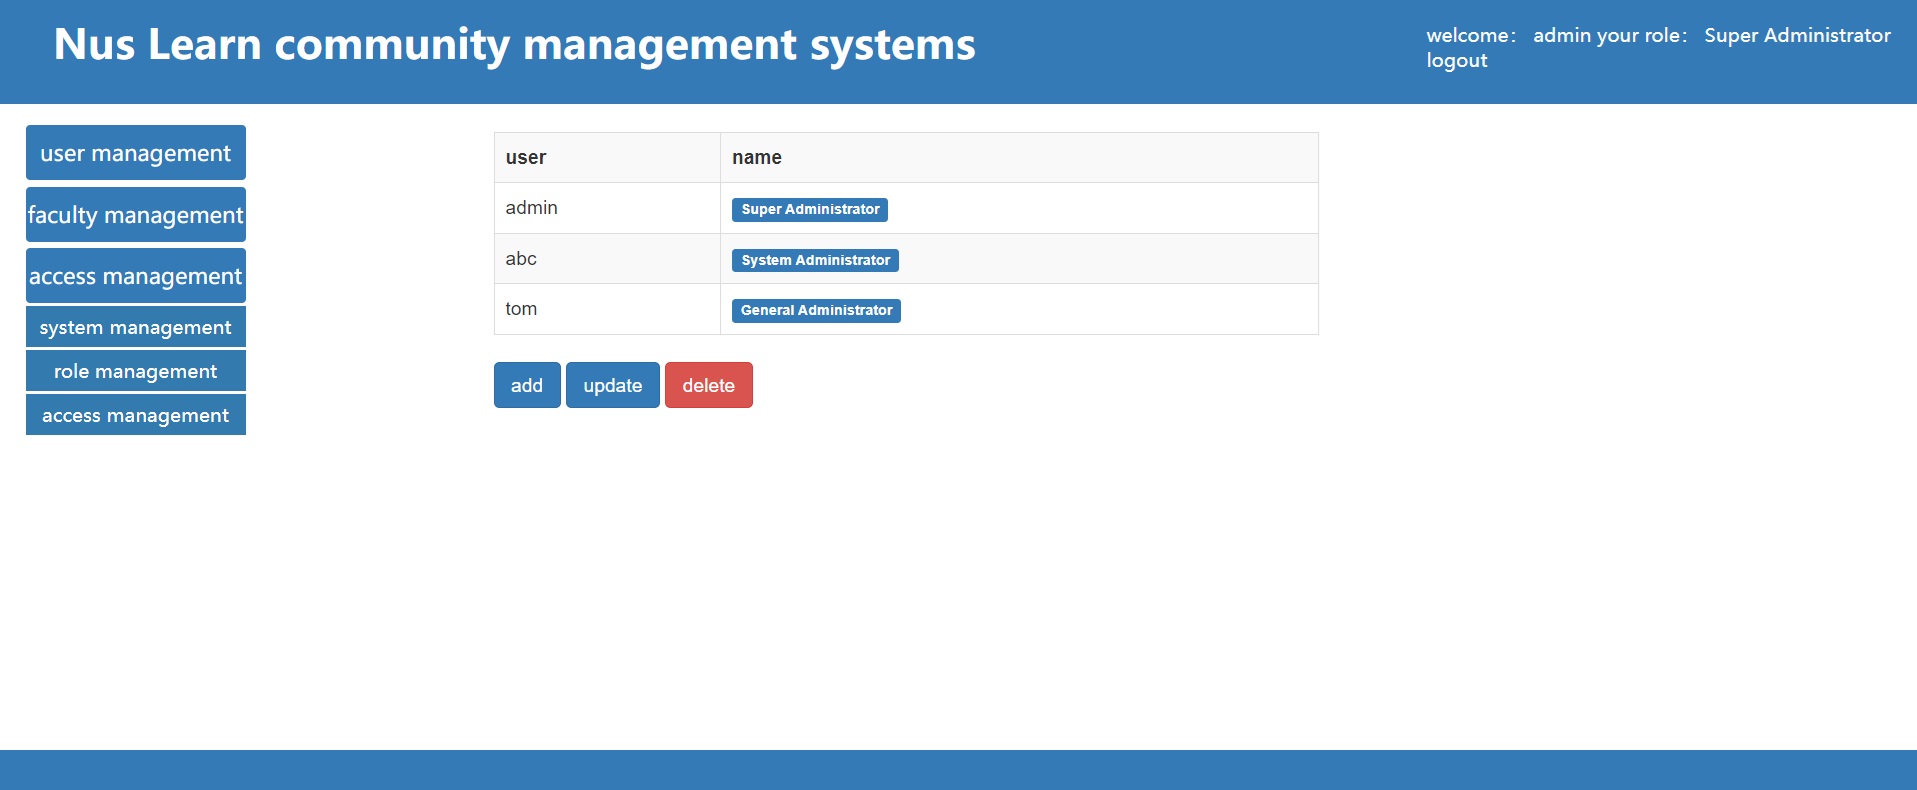 Nus Learn community management systems
welcome： admin your role： Super Administrator
logout
user management
faculty management
access management
system management
role management
access management
user name
admin Super Administrator
abc System Administrator
tom General Administrator
add update delete